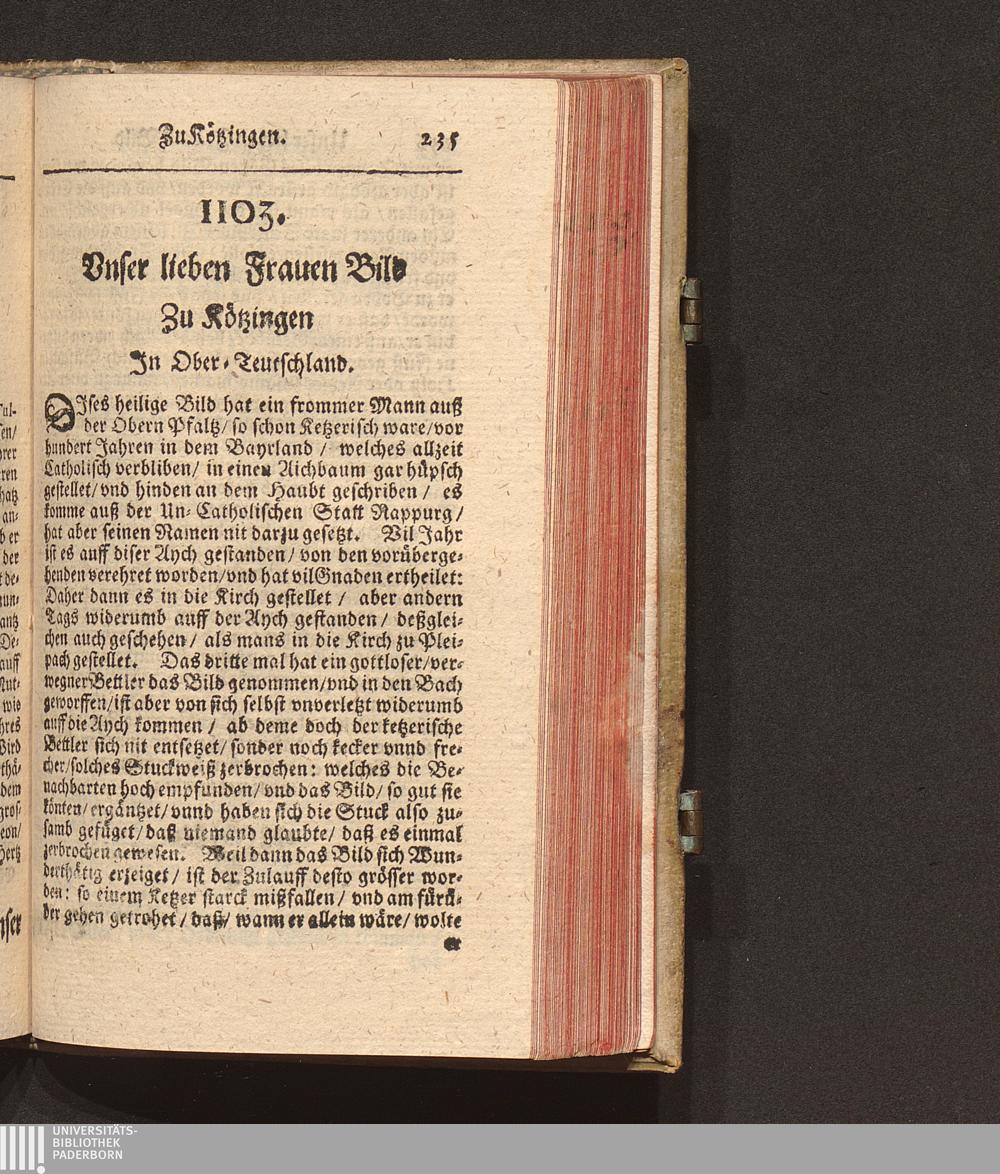 Zu Kötzingen. 235
1103.
Vnser lieben Frauen Bild
Zu Kötzingen
In Ober-Teutschland.
DIses heilige Bild hat ein frommer Mann auß
der Obern Pfaltz/ so schon Ketzerisch ware/ vor
hundert Jahren in dem Bayrland / welches allzeit
Catholisch verbliben/ in einen Aichbaum gar hüpsch
gestellet/ vnd hinden an dem Haubt geschriben / es
komme auß der Un-Catholischen Statt Nappurg /
hat aber seinen Namen nit darzu gesetzt. Vil Jahr
ist es auff diser Aych gestanden / von den vorüberge-
henden verehret worden/ vnd hat vil Gnaden ertheilet:
Daher dann es in die Kirch gestellet / aber andern
Tags widerumb auff der Aych gestanden / deßglei-
chen auch geschehen / als mans in die Kirch zu Plei-
pach gestellet. Das dritte mal hat ein gottloser/ ver-
wegner Bettler das Bild genommen/ vnd in den Bach
geworffen/ ist aber von sich selbst vnverletzt widerumb
auff die Aych kommen / ab deme doch der ketzerische
Bettler sich nit entsetzet/ sonder noch kecker vnnd fre-
cher/ solches Stuckweiß zerbrochen: welches die Be-
nachbarten hoch empfunden/ vnd das Bild/ so gut sie
könten/ ergäntzet/ vnnd haben sich die Stuck also zu-
samb gefüget/ daß niemand glaubte/ daß es einmal
zerbrochen gewesen. Weil dann das Bild sich Wun-
derthätig erzeiget / ist der Zulauff desto grösser wor-
den: so einem Ketzer starck mißfallen / vnd am fürü-
ber gehen getrohet / daß/ wann er allein wäre/ wolte
er
UNIVERSITÄTS-
BIBLIOTHEK
PADERBORN